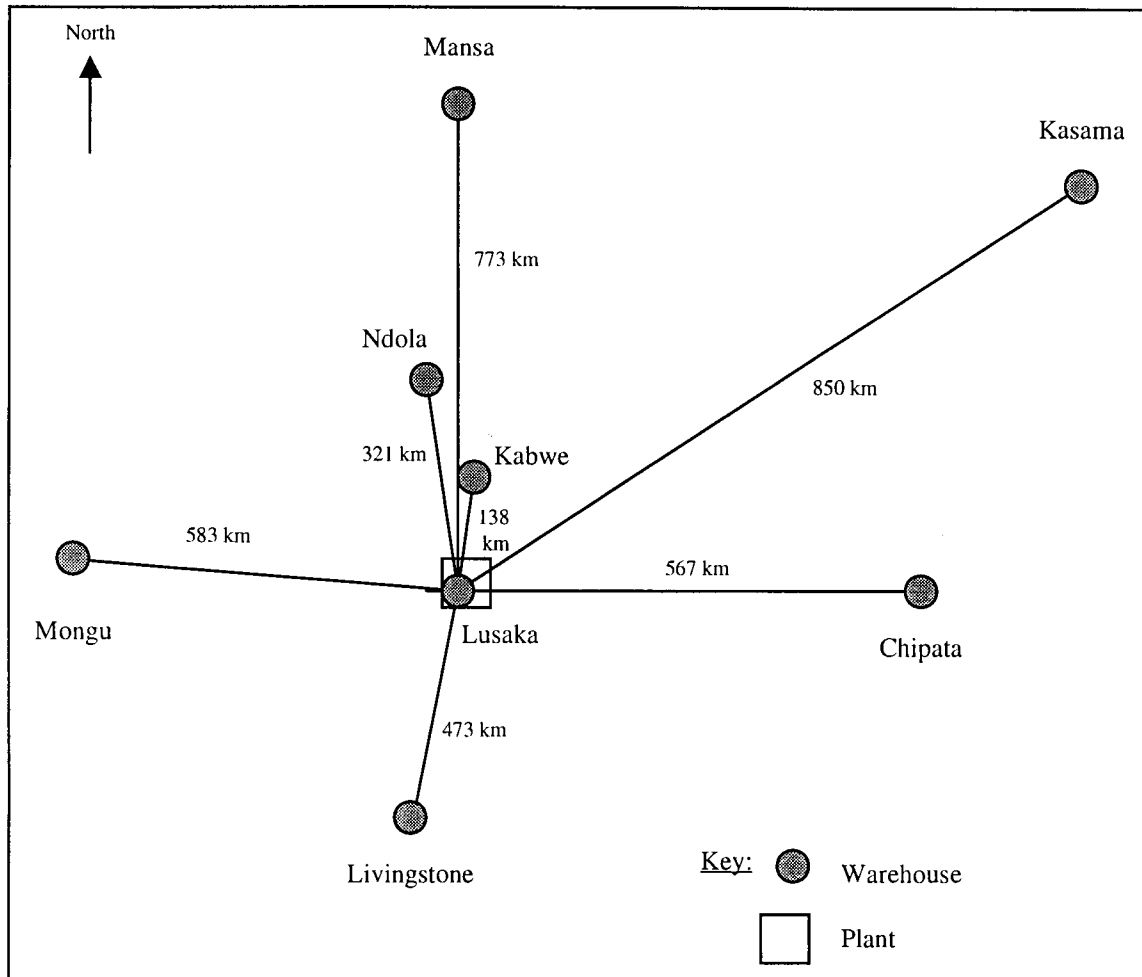 North
Mansa
Kasama
773 km
Ndola
850 km
321 km
Kabwe
138
km
583 km
567 km
Mongu
Lusaka
Chipata
473 km
Livingstone
Key:
Warehouse
Plant